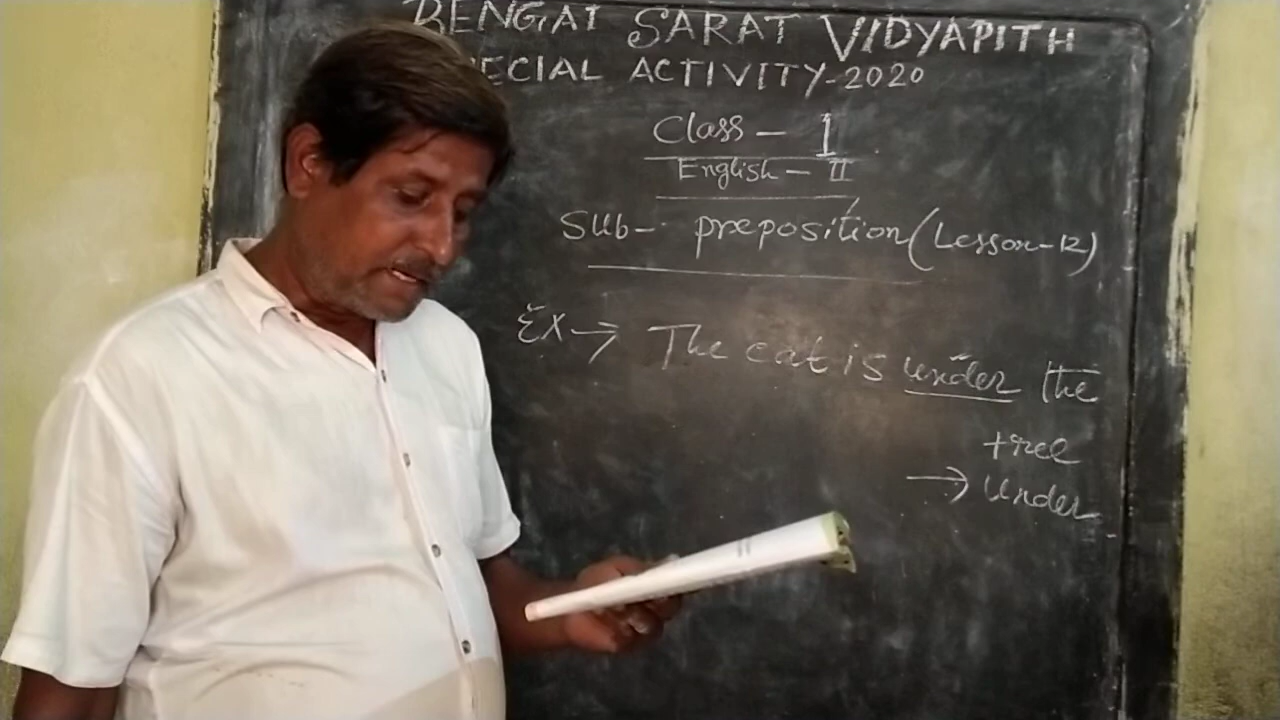 BENGAI SARAT VIDYAPITH
ECIAL ACTIVITY-2020
Class - I
English - II
Sub- preposition (Lesson-12)
Ex → The cat is under the
tree
→ Under